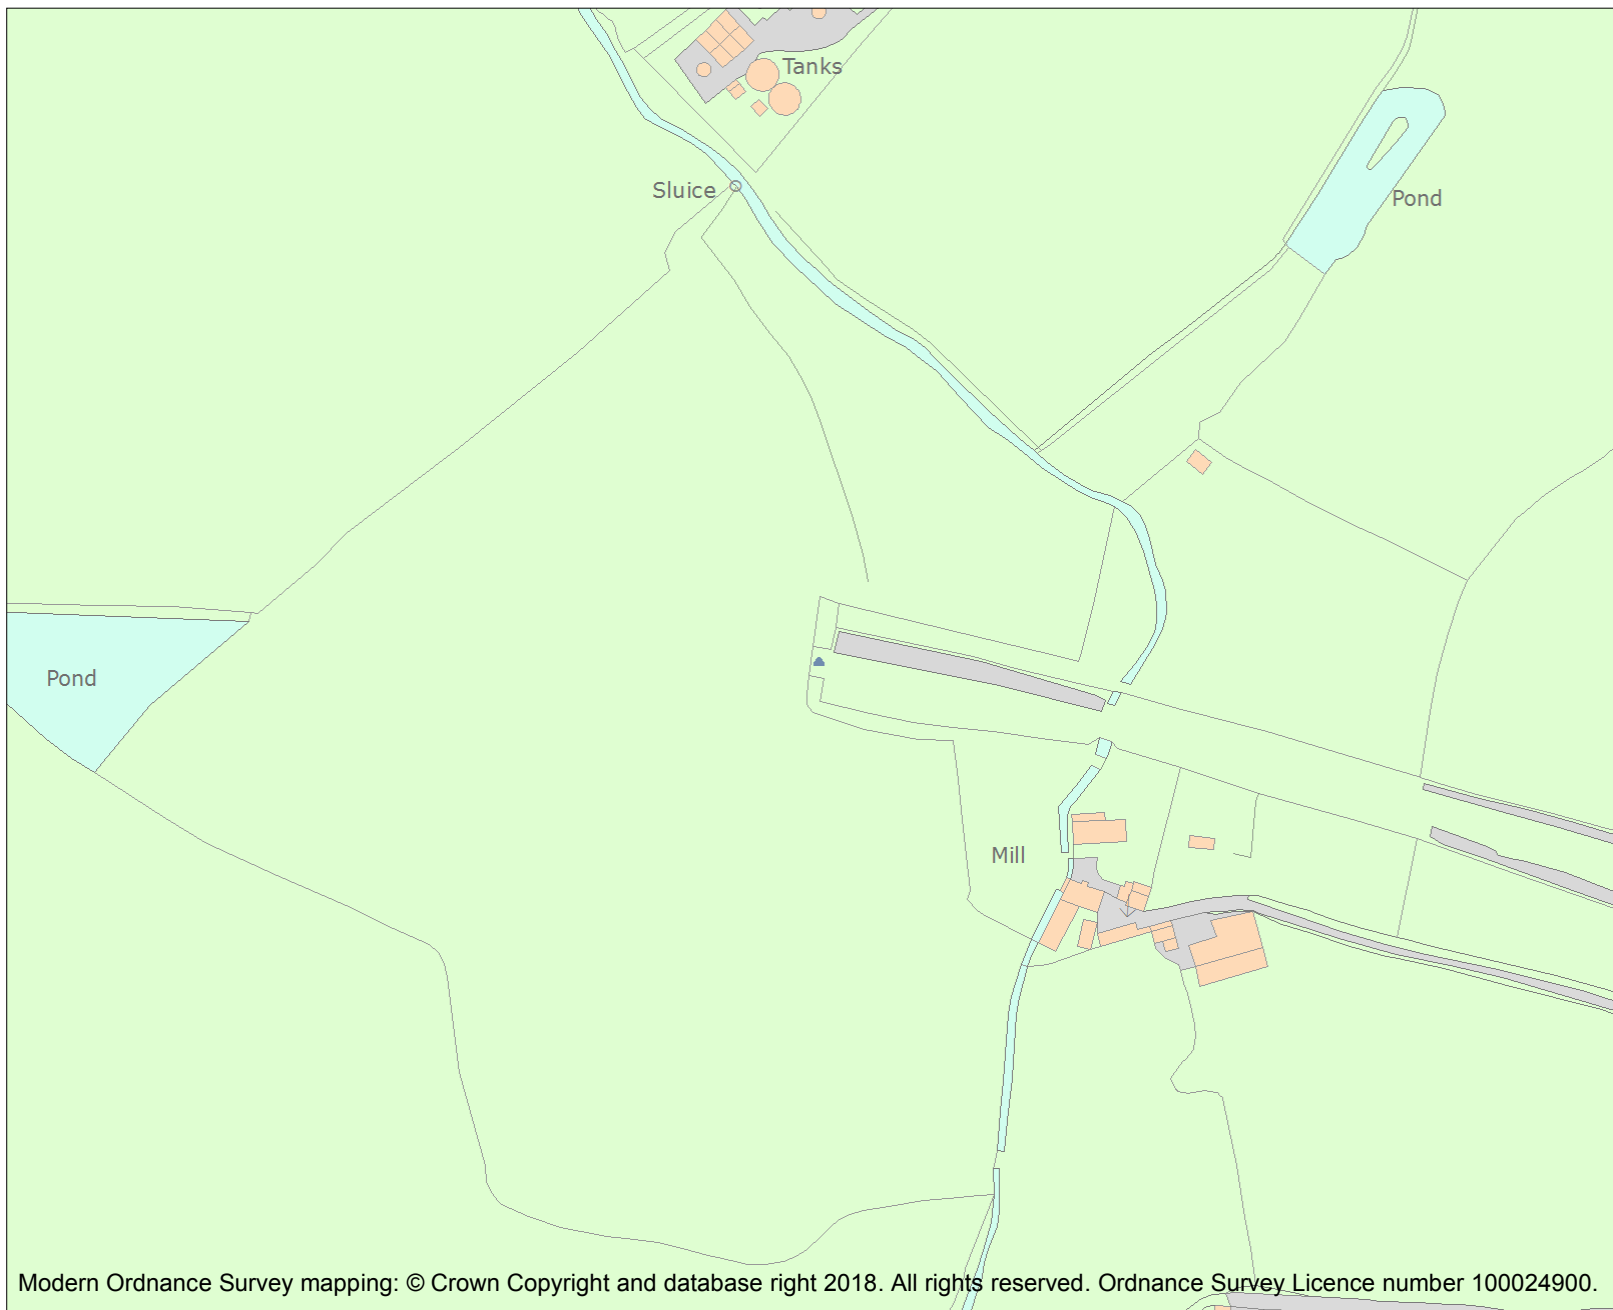 Tanks
Sluice
Pond
Pond
Mill
Modern Ordnance Survey mapping: © Crown Copyright and database right 2018. All rights reserved. Ordnance Survey Licence number 100024900.